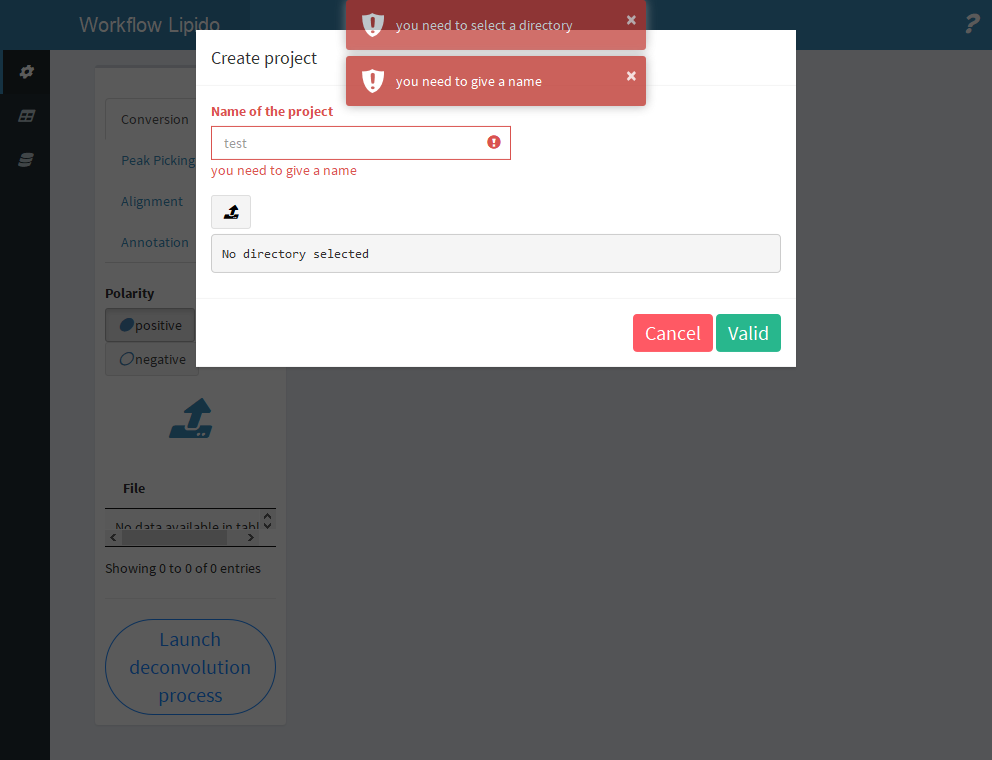 Workflow Lipido
you need to select a directory
×
?
Create project
you need to give a name
×
Name of the project
test
you need to give a name
No directory selected
Cancel
Valid
Conversion
Peak Picking
Alignment
Annotation
Polarity
positive
negative
File
No data available in tabl
Showing 0 to 0 of 0 entries
Launch
deconvolution
process